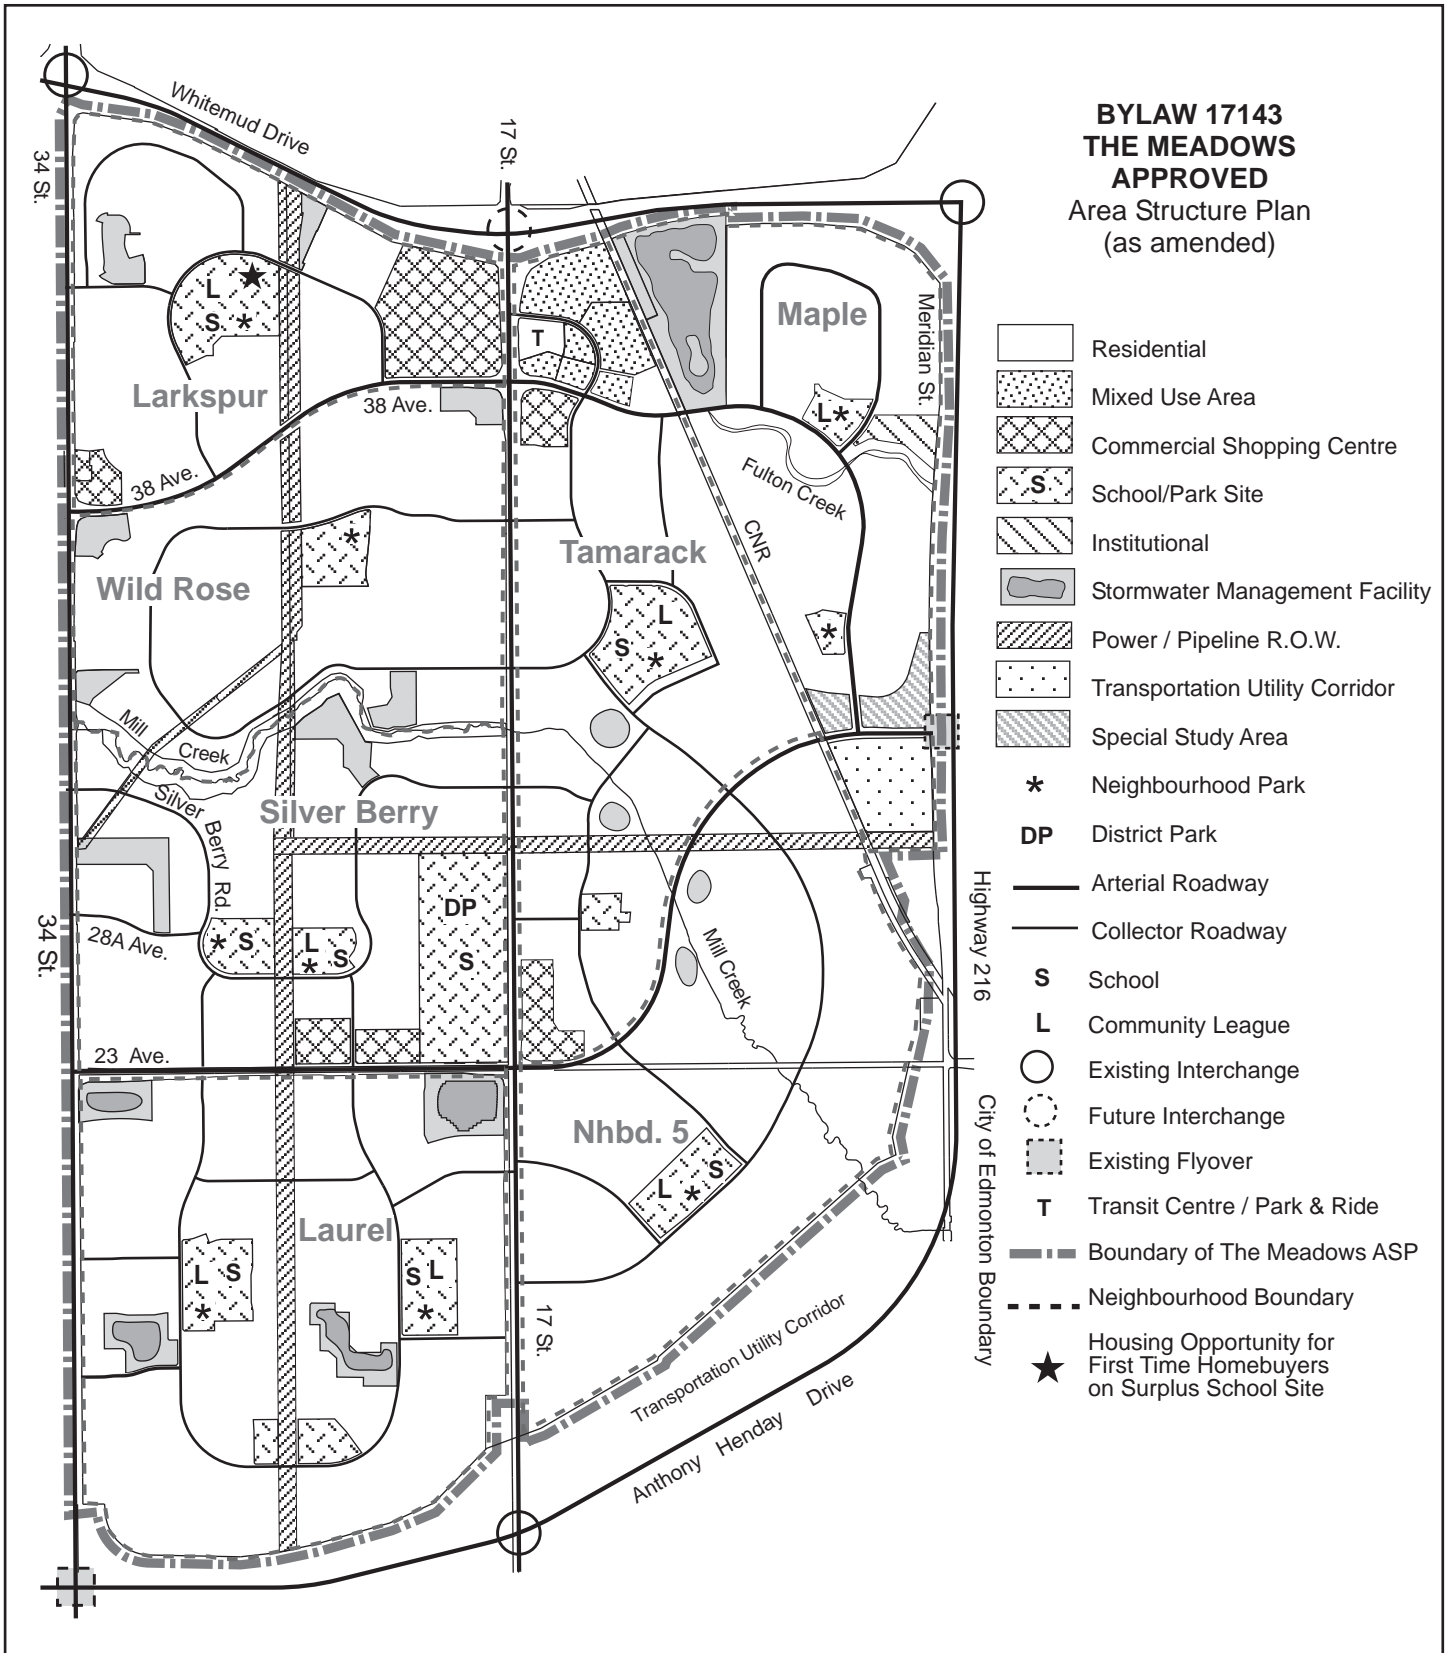 BYLAW 17143
THE MEADOWS
APPROVED
Area Structure Plan
(as amended)
Whitemud Drive
17 St.
34 St.
L
S *
Larkspur
38 Ave.
38 Ave.
T
Maple
L*
Meridian St.
Fulton Creek
CNR
Wild Rose
*
Tamarack
L
S
*
*
Mill
Creek
Silver
Berry
Rd.
Silver Berry
34 St.
28A Ave.
* S
L
* S
DP
S
Mill Creek
Highway 216
23 Ave.
Nhbd. 5
S
L *
Laurel
L S
*
S L
*
17 St.
City of Edmonton Boundary
Transportation Utility Corridor
Anthony Henday Drive
Residential
Mixed Use Area
Commercial Shopping Centre
S School/Park Site
Institutional
Stormwater Management Facility
Power / Pipeline R.O.W.
Transportation Utility Corridor
Special Study Area
* Neighbourhood Park
DP District Park
Arterial Roadway
Collector Roadway
S School
L Community League
Existing Interchange
Future Interchange
Existing Flyover
T Transit Centre / Park & Ride
Boundary of The Meadows ASP
Neighbourhood Boundary
Housing Opportunity for
First Time Homebuyers
on Surplus School Site